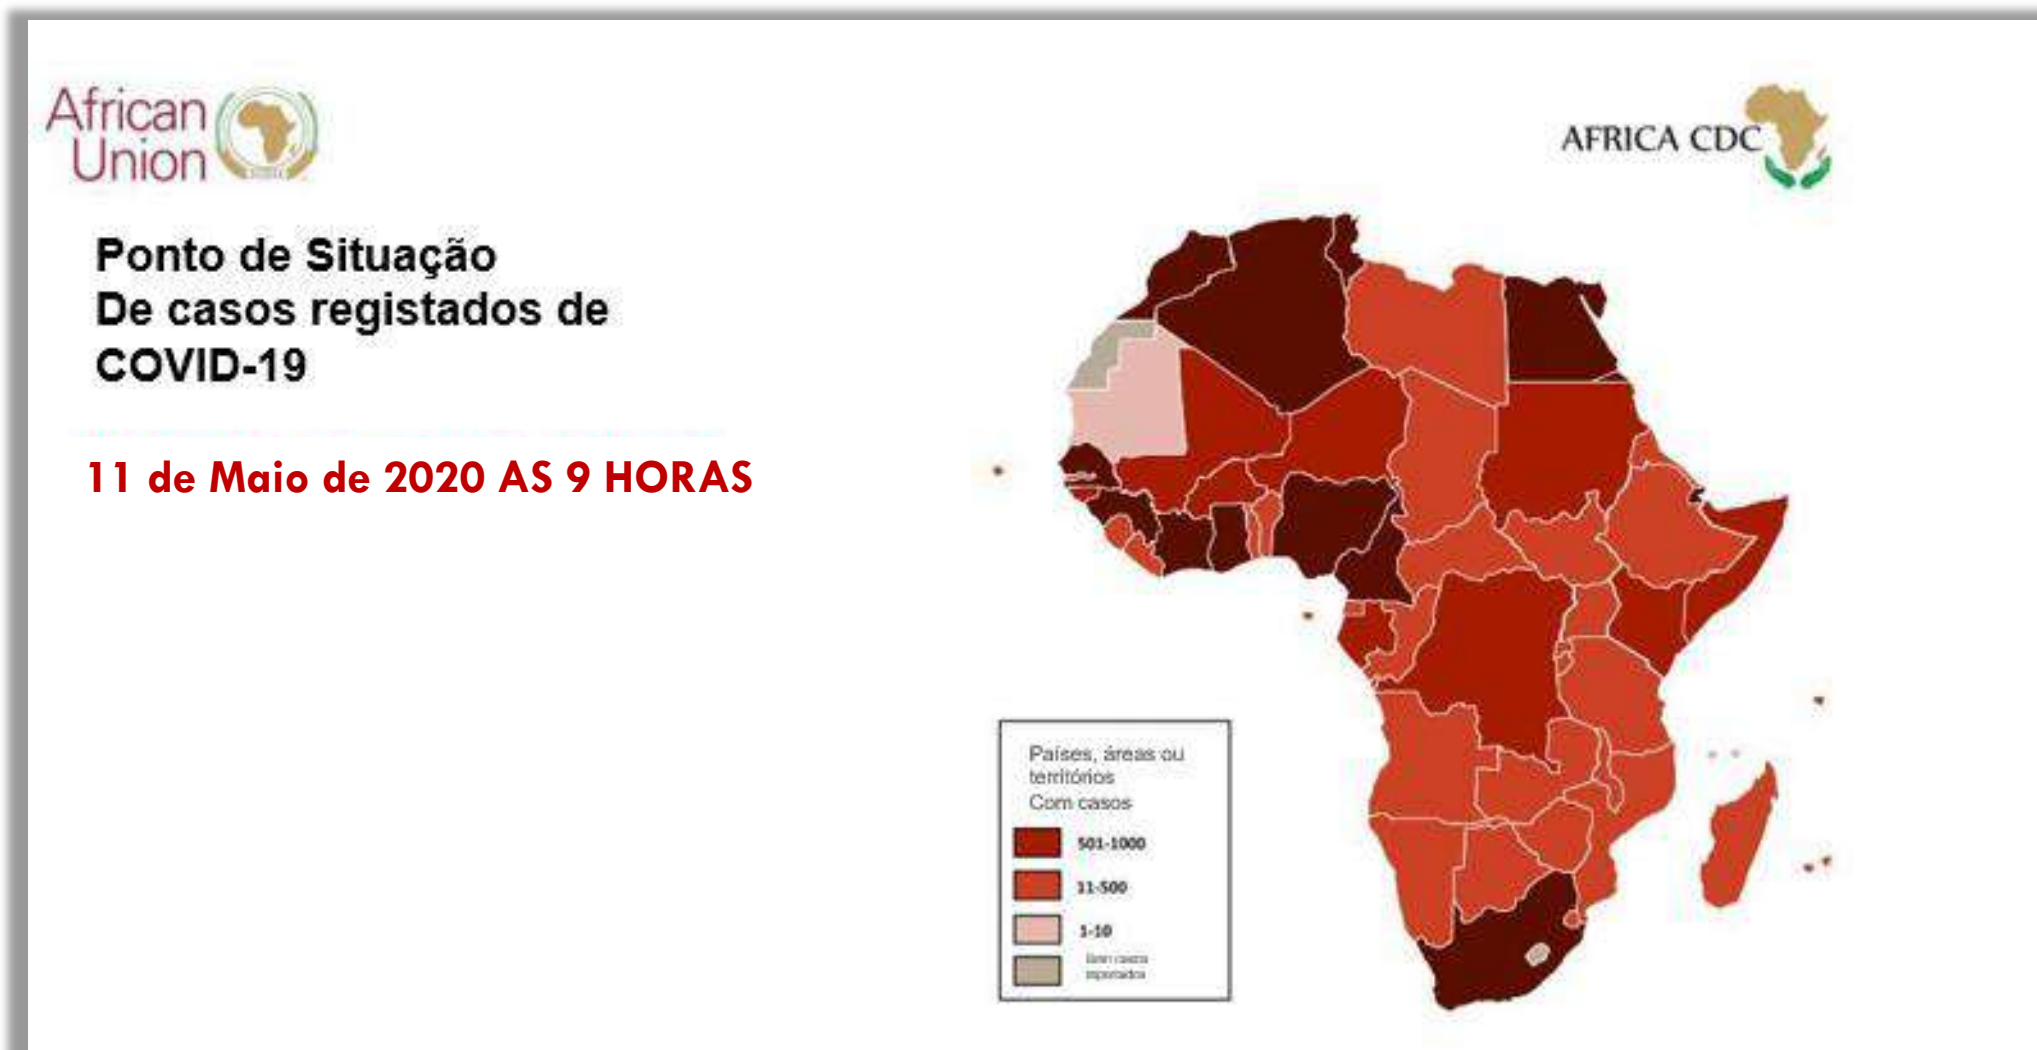 African
Union
AFRICA CDC
Ponto de Situação
De casos registados de
COVID-19
11 de Maio de 2020 AS 9 HORAS
Países, áreas ou
territórios
Com casos
501-1000
11-500
1-10